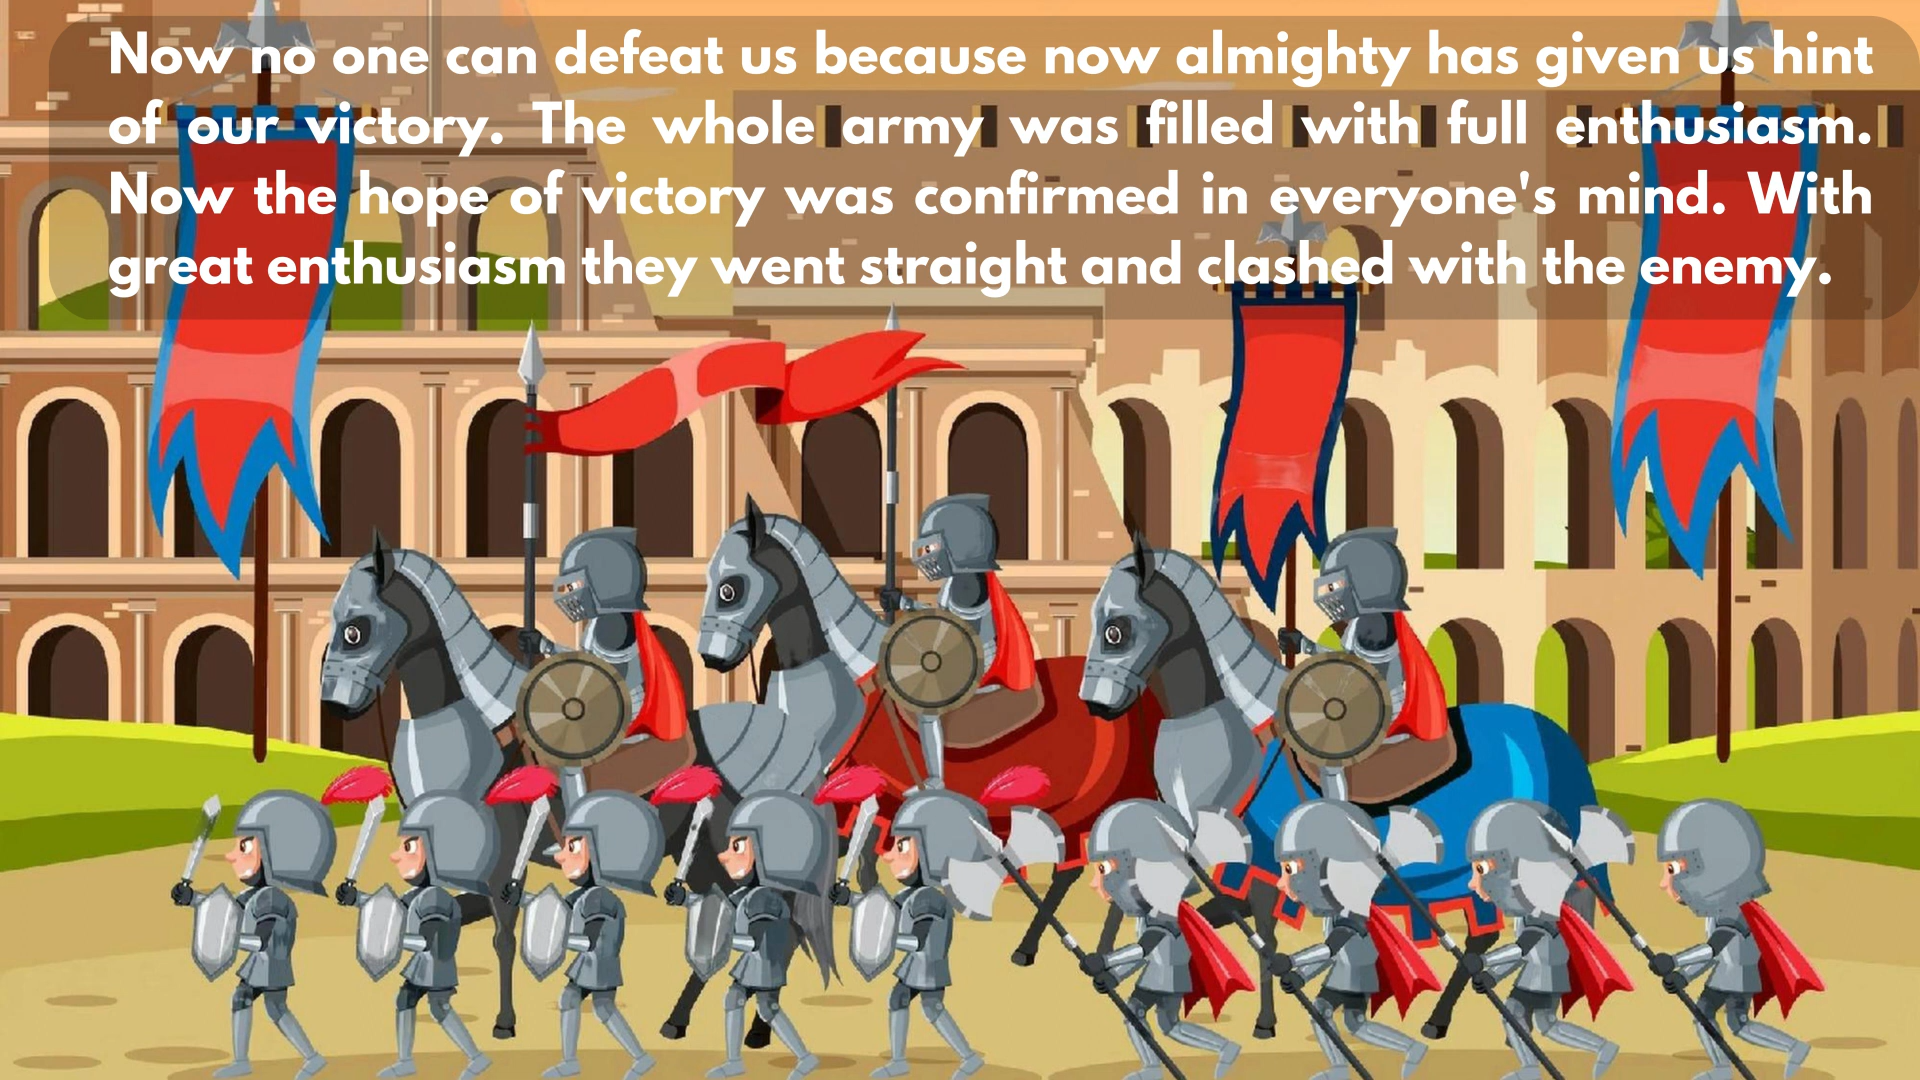 Now no one can defeat us because now almighty has given us hint
of our victory. The whole army was filled with full enthusiasm.
Now the hope of victory was confirmed in everyone's mind. With
great enthusiasm they went straight and clashed with the enemy.